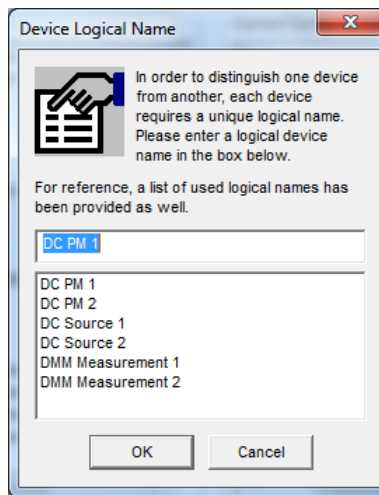 Device Logical Name
In order to distinguish one device
from another, each device
requires a unique logical name.
Please enter a logical device
name in the box below.
For reference, a list of used logical names has
been provided as well.
DC PM 1
DC PM 1
DC PM 2
DC Source 1
DC Source 2
DMM Measurement 1
DMM Measurement 2
OK
Cancel